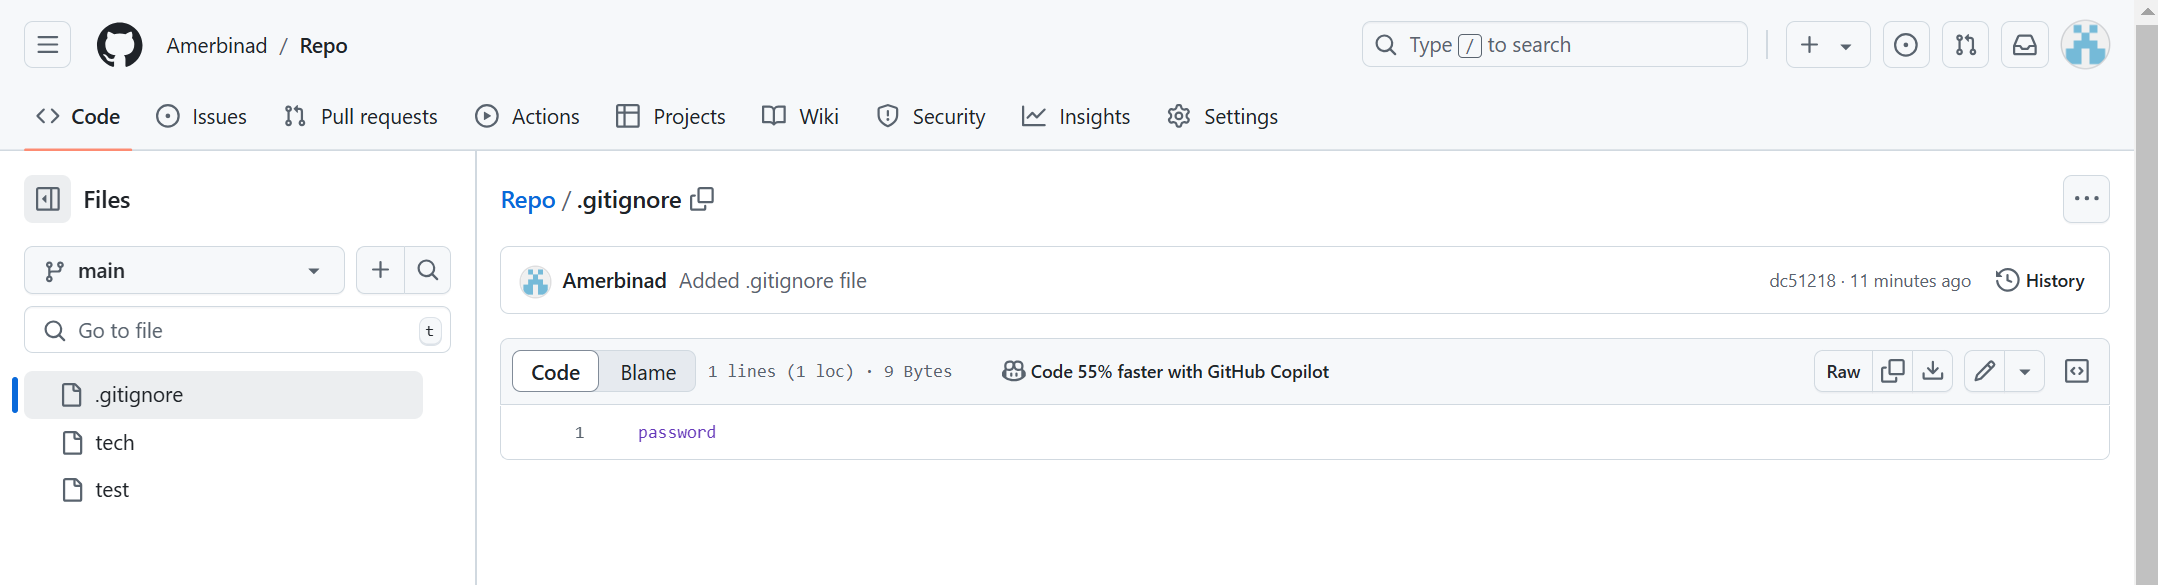 Amerbinad / Repo
Type / to search
Code Issues Pull requests Actions Projects Wiki Security Insights Settings
Files
main
Go to file t
.gitignore
tech
test
Repo / .gitignore
Amerbinad Added .gitignore file dc51218 · 11 minutes ago History
Code Blame 1 lines (1 loc) · 9 Bytes Code 55% faster with GitHub Copilot Raw
1 password